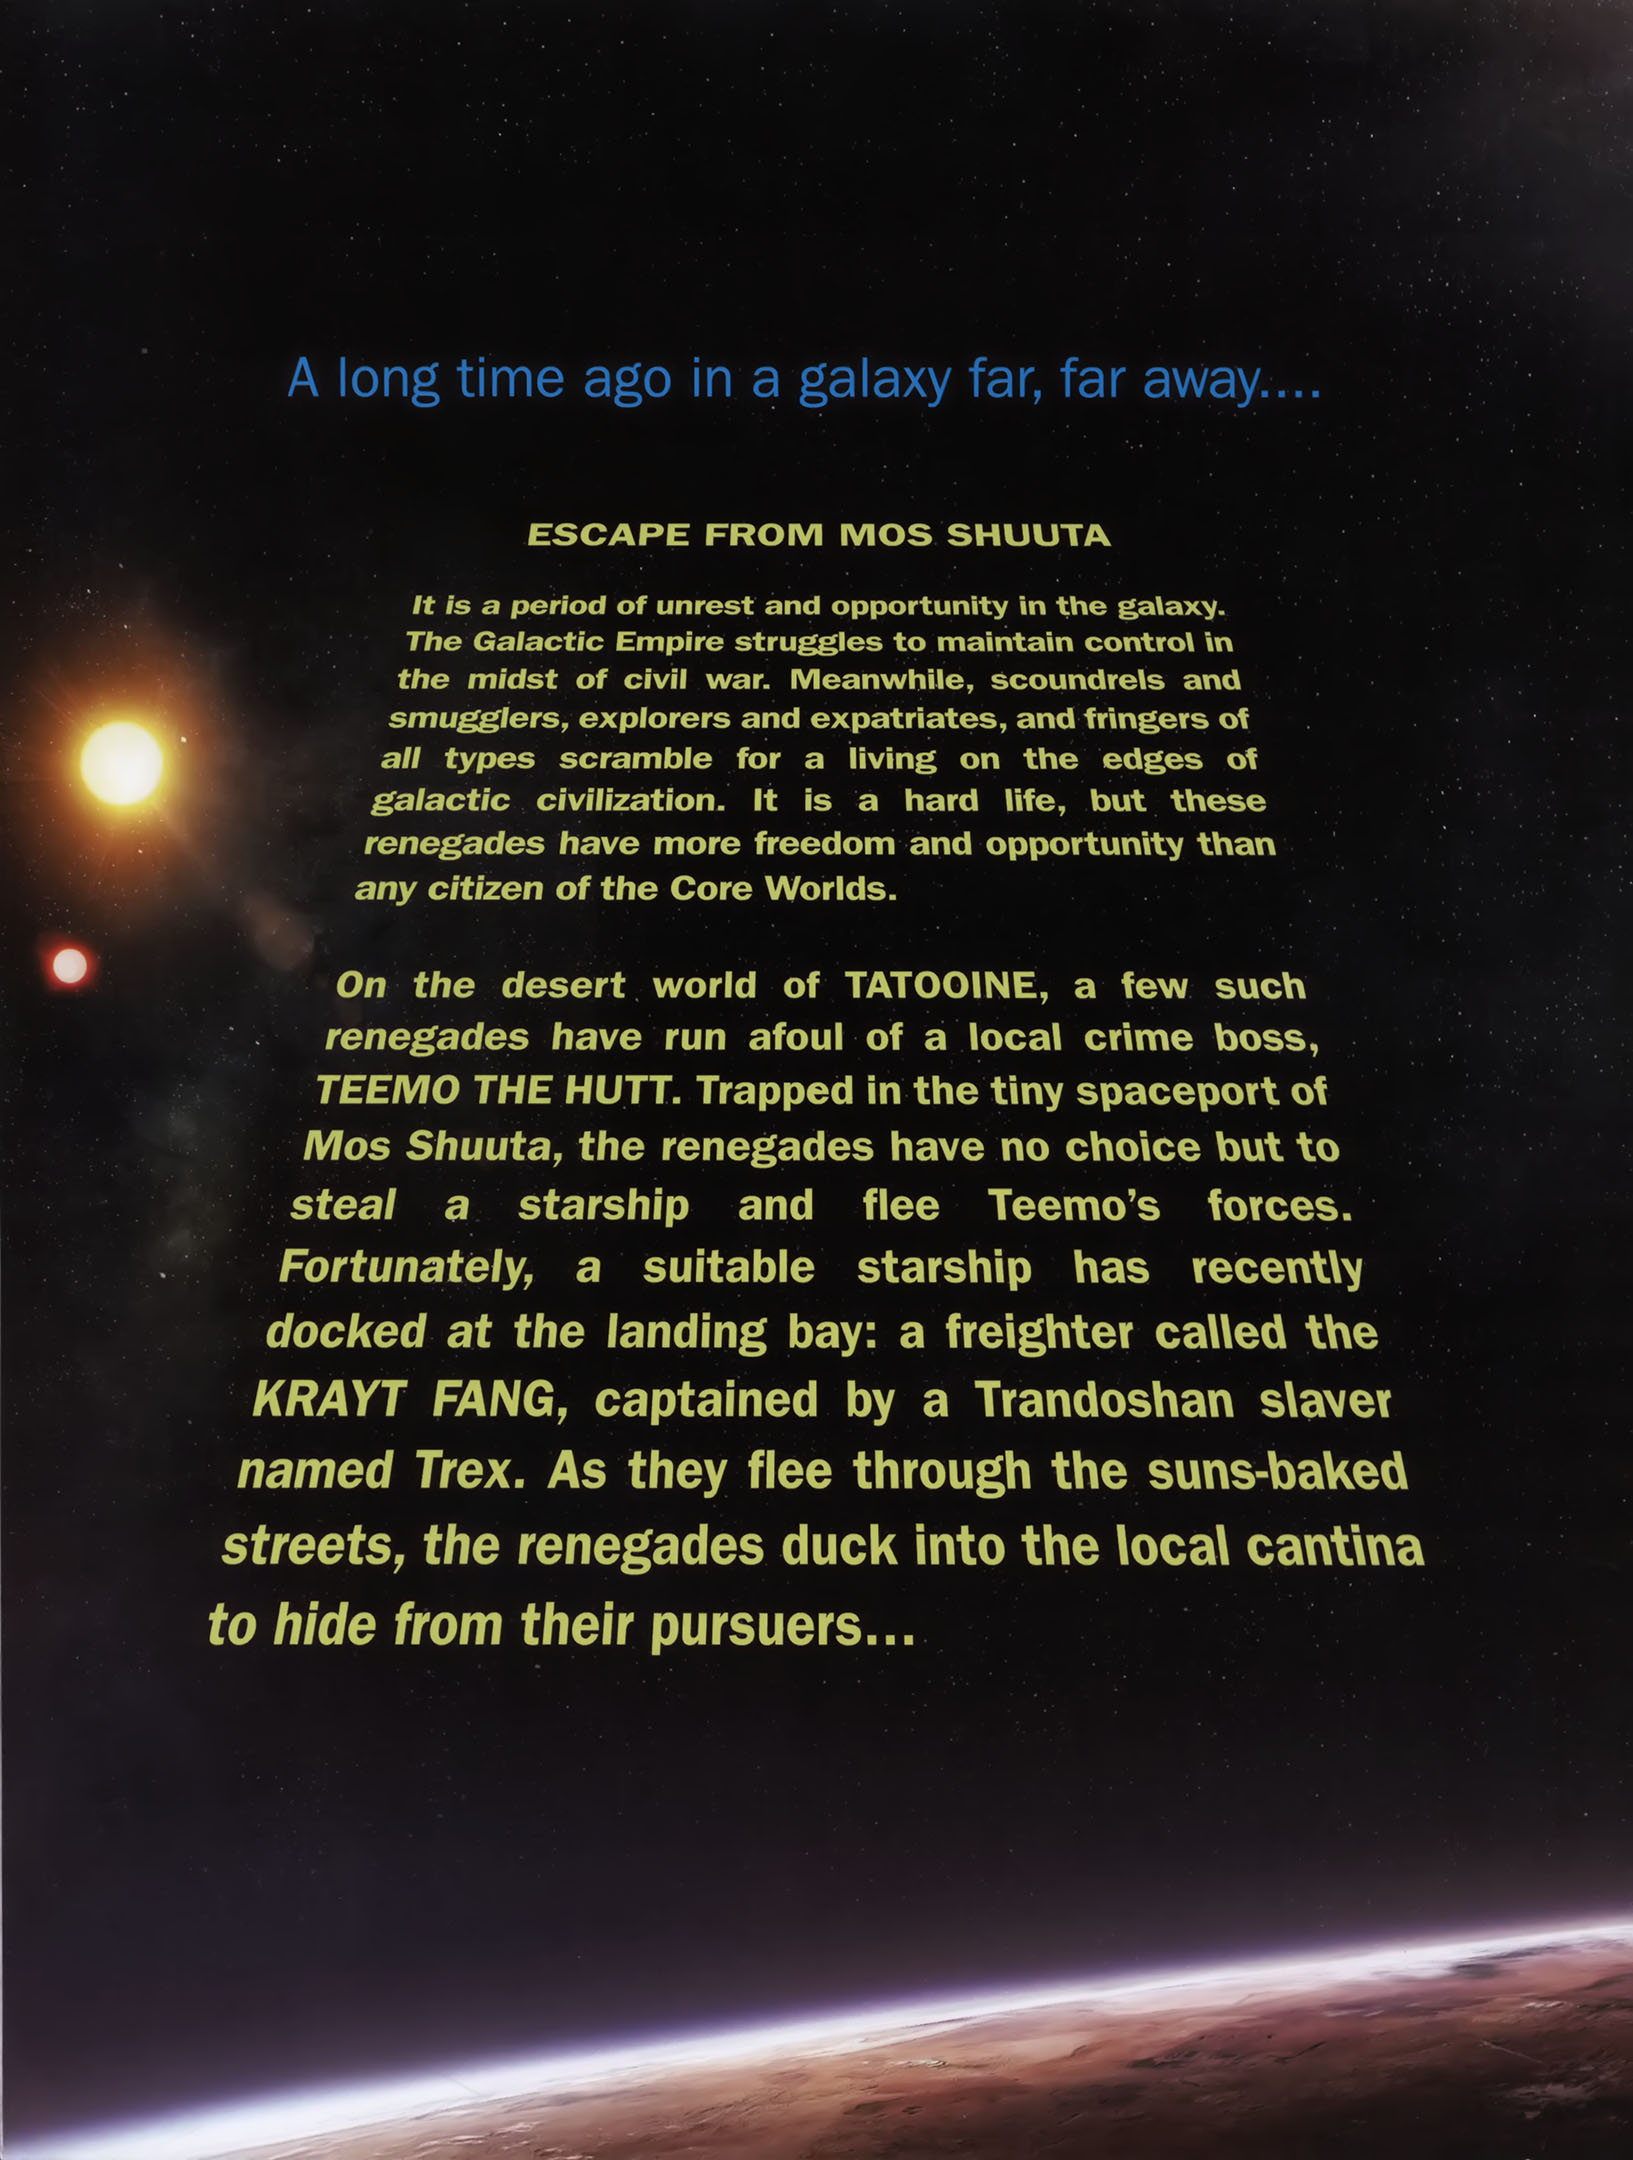 A long time ago in a galaxy far, far away....
ESCAPE FROM MOS SHUUTA
It is a period of unrest and opportunity in the galaxy.
The Galactic Empire struggles to maintain control in
the midst of civil war. Meanwhile, scoundrels and
smugglers, explorers and expatriates, and fringers of
all types scramble for a living on the edges of
galactic civilization. It is a hard life, but these
renegades have more freedom and opportunity than
any citizen of the Core Worlds.
On the desert world of TATOOINE, a few such
renegades have run afoul of a local crime boss,
TEEMO THE HUTT. Trapped in the tiny spaceport of
Mos Shuuta, the renegades have no choice but to
steal a starship and flee Teemo’s forces.
Fortunately, a suitable starship has recently
docked at the landing bay: a freighter called the
KRAYT FANG, captained by a Trandoshan slaver
named Trex. As they flee through the suns-baked
streets, the renegades duck into the local cantina
to hide from their pursuers...